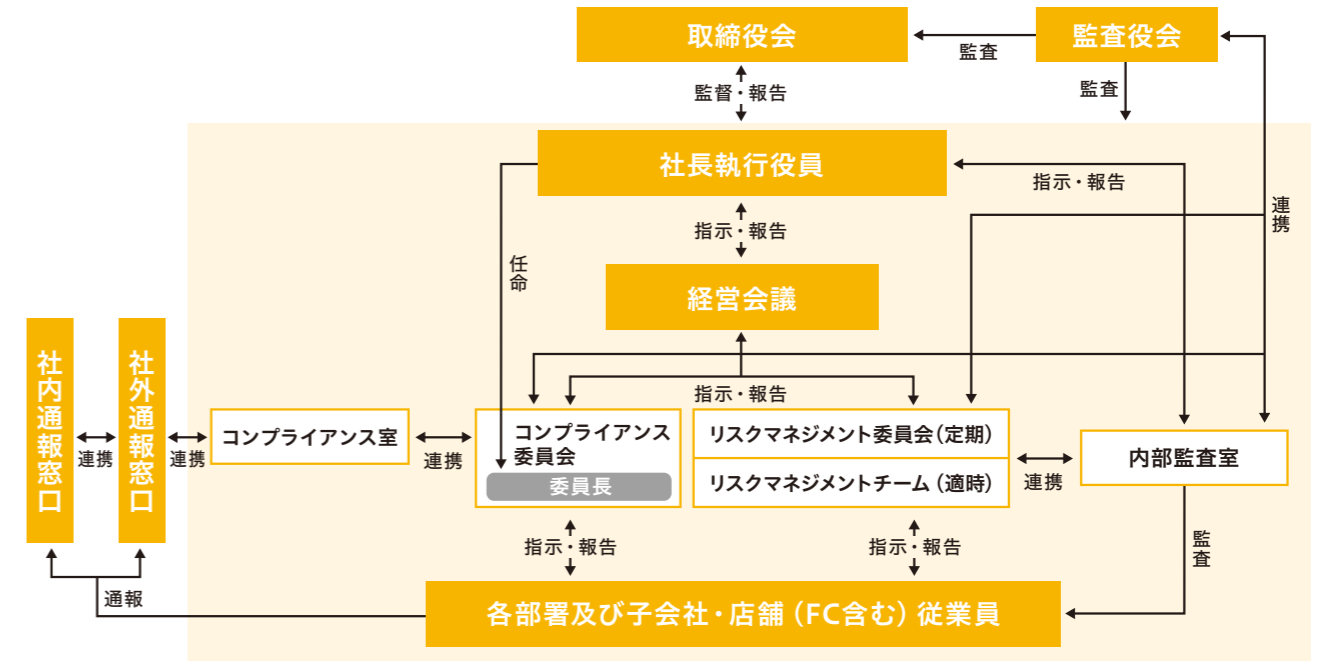 取締役会
監査
監査役会
監督・報告
監査
社長執行役員
指示・報告
連携
指示・報告
任命
経営会議
指示・報告
社内通報窓口
連携
社外通報窓口
連携
コンプライアンス室
連携
コンプライアンス
委員会
委員長
リスクマネジメント委員会（定期）
リスクマネジメントチーム（適時）
連携
内部監査室
指示・報告
指示・報告
監査
通報
各部署及び子会社・店舗（FC含む）従業員